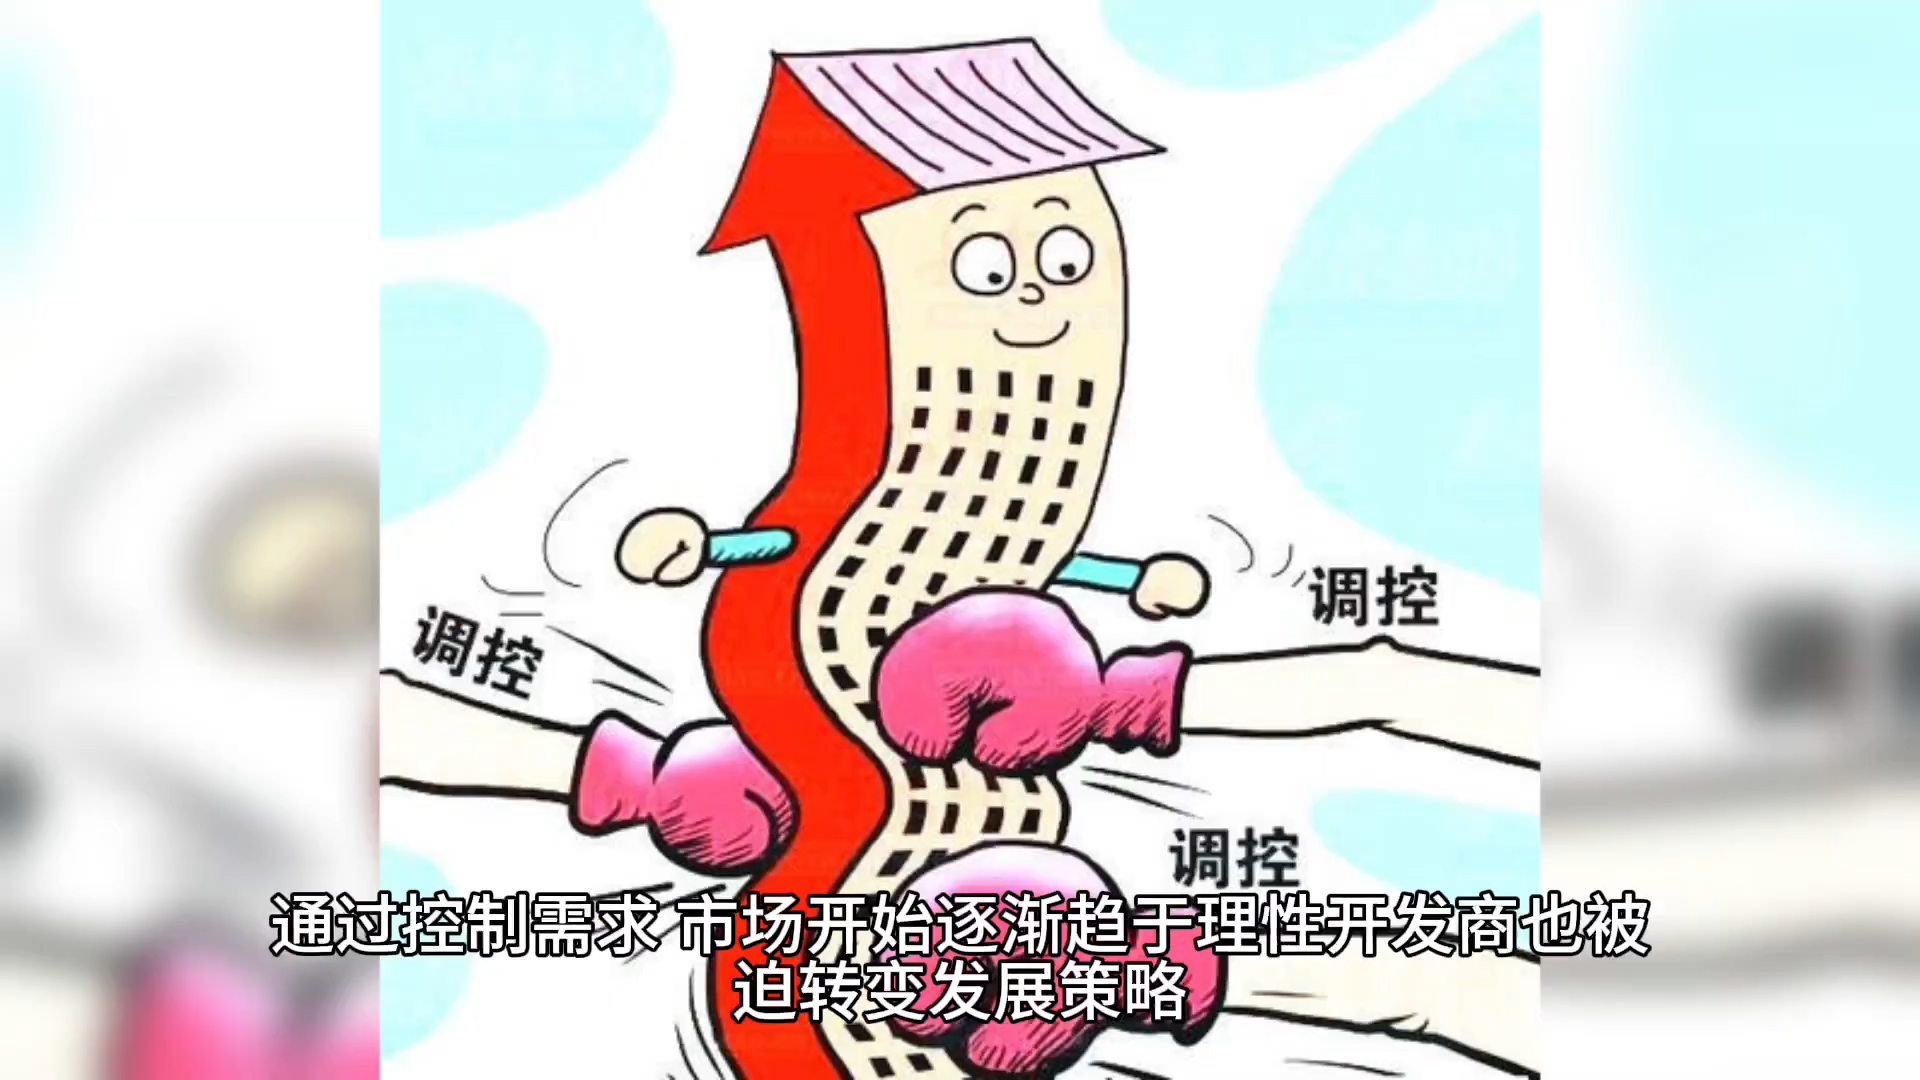 调控
调控
调控
通过控制需求 市场开始逐渐趋于理性开发商也被
迫转变发展策略